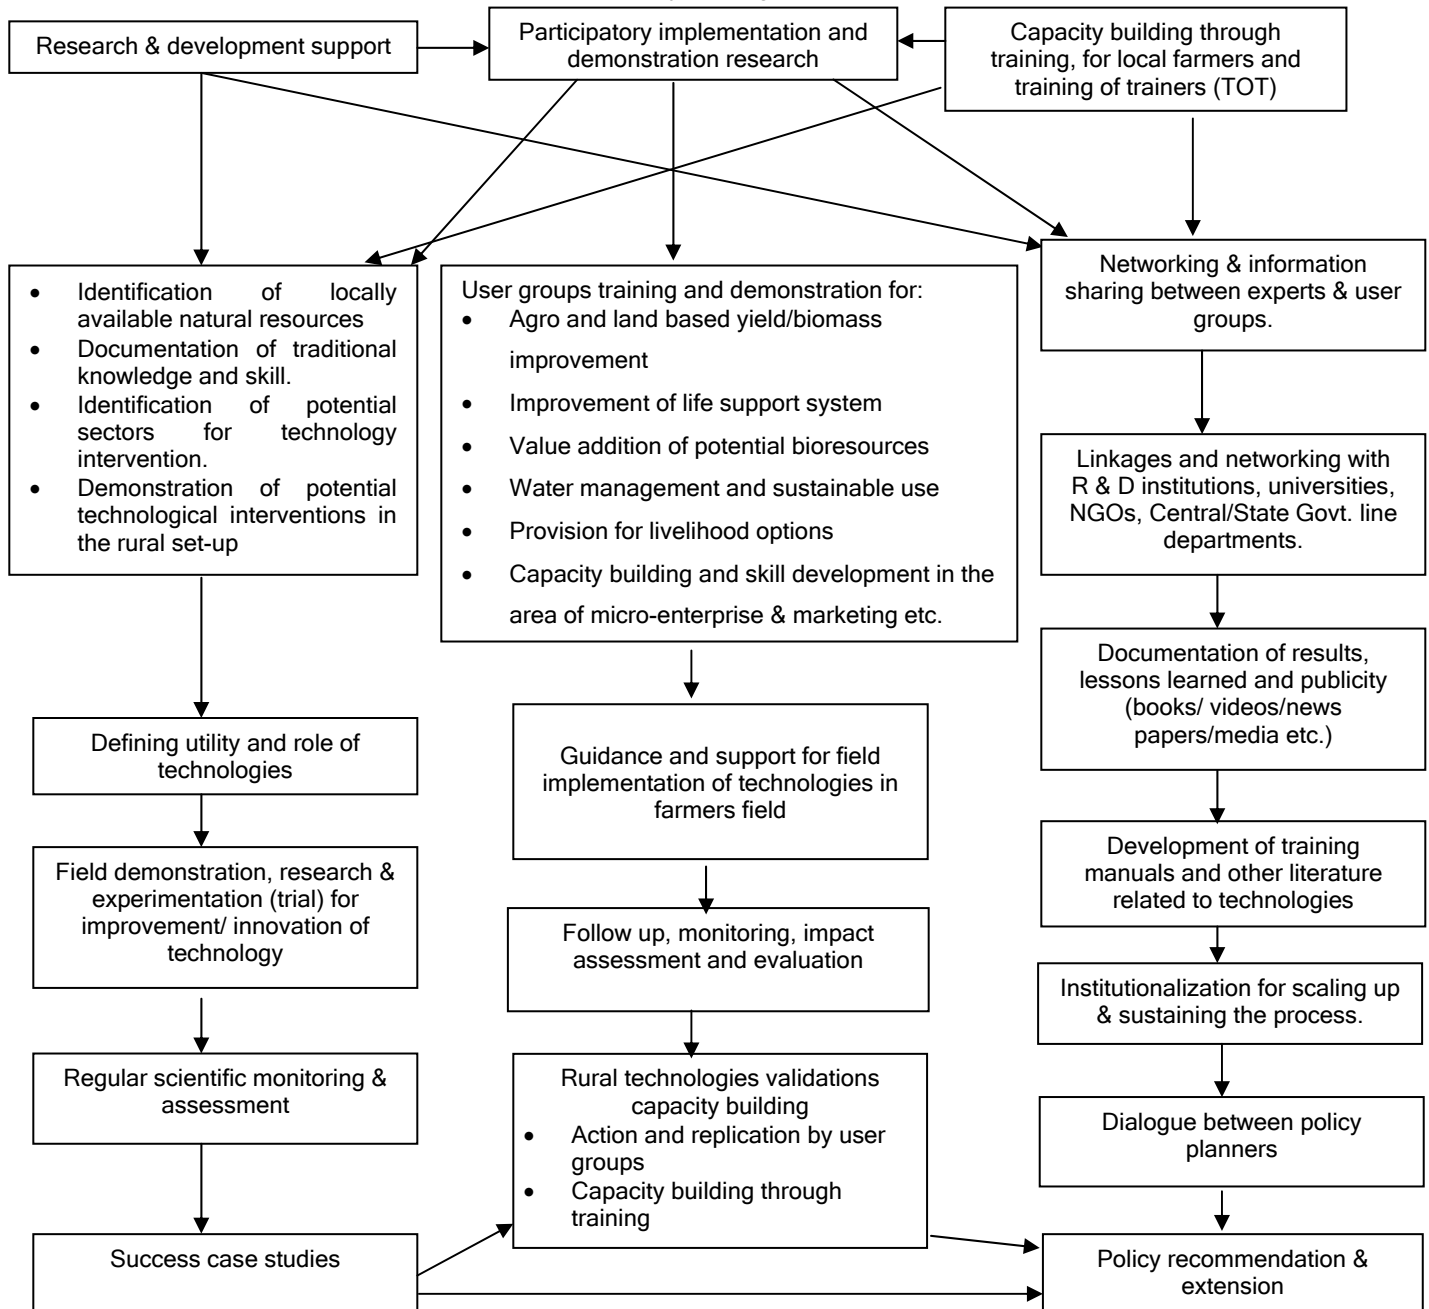 Research & development support
Participatory implementation and
demonstration research
Capacity building through
training, for local farmers and
training of trainers (TOT)
• Identification of locally
available natural resources
• Documentation of traditional
knowledge and skill.
• Identification of potential
sectors for technology
intervention.
• Demonstration of potential
technological interventions in
the rural set-up
User groups training and demonstration for:
• Agro and land based yield/biomass
improvement
• Improvement of life support system
• Value addition of potential bioresources
• Water management and sustainable use
• Provision for livelihood options
• Capacity building and skill development in the
area of micro-enterprise & marketing etc.
Networking & information
sharing between experts & user
groups.
Linkages and networking with
R & D institutions, universities,
NGOs, Central/State Govt. line
departments.
Documentation of results,
lessons learned and publicity
(books/ videos/news
papers/media etc.)
Defining utility and role of
technologies
Guidance and support for field
implementation of technologies in
farmers field
Development of training
manuals and other literature
related to technologies
Field demonstration, research &
experimentation (trial) for
improvement/ innovation of
technology
Follow up, monitoring, impact
assessment and evaluation
Institutionalization for scaling up
& sustaining the process.
Regular scientific monitoring &
assessment
Rural technologies validations
capacity building
• Action and replication by user
groups
• Capacity building through
training
Dialogue between policy
planners
Success case studies
Policy recommendation &
extension